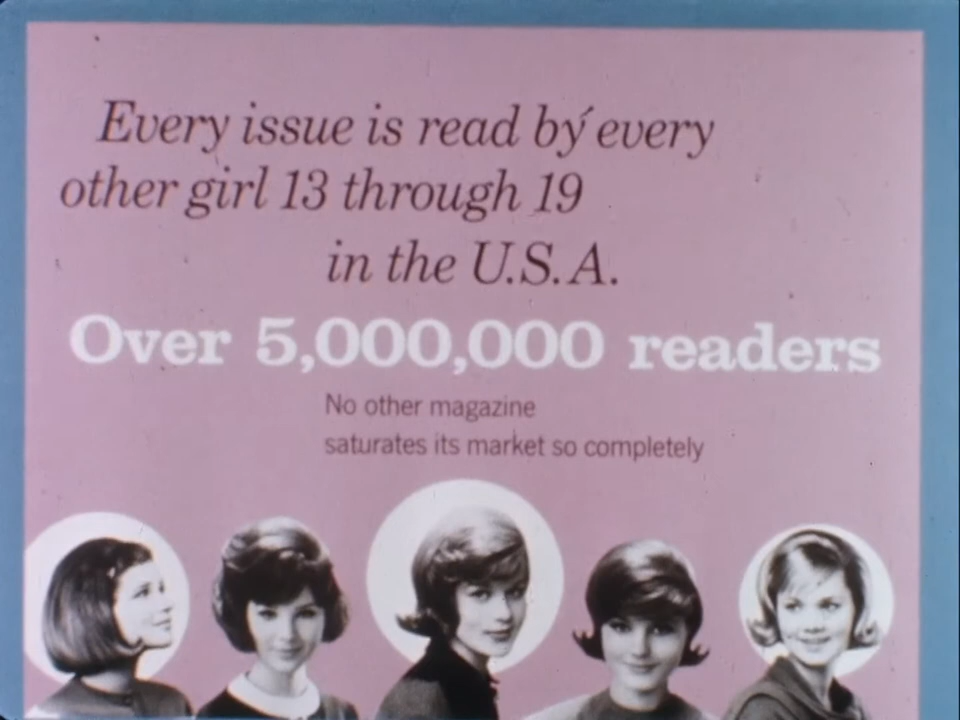 Every issue is read by every
other girl 13 through 19
in the U.S.A.
Over 5,000,000 readers
No other magazine
saturates its market so completely